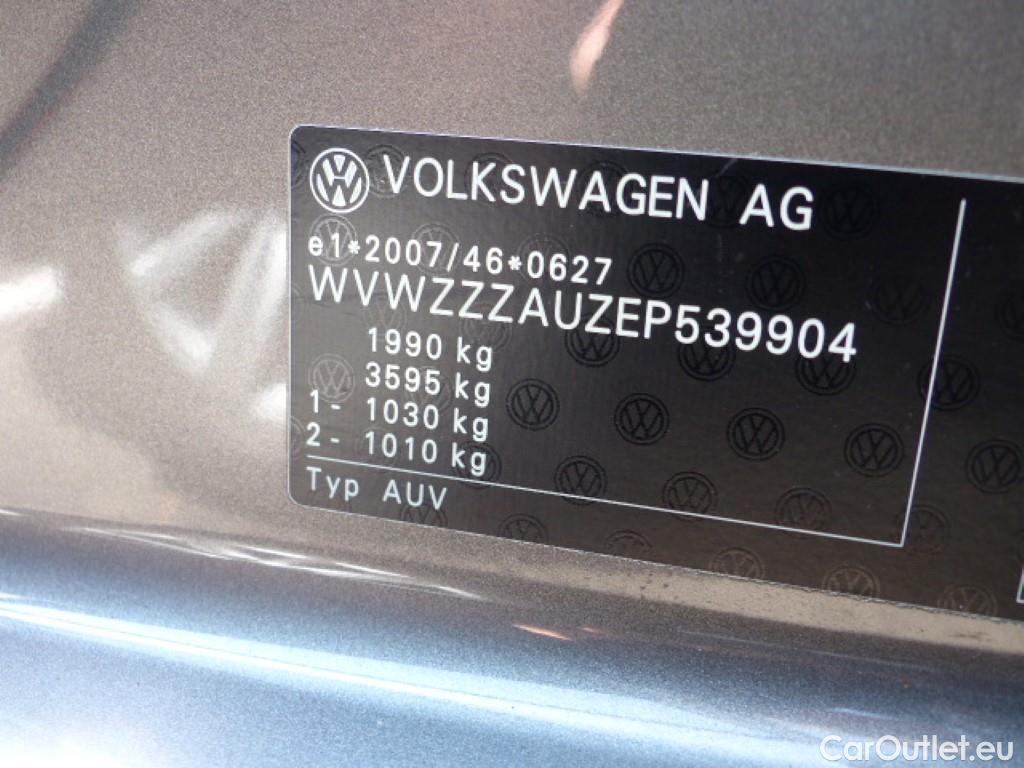 VOLKSWAGEN AG
e1*2007/46*0627
WVWZZZAUZEP539904
1990 kg
3595 kg
1- 1030 kg
2- 1010 kg
Typ AUV
CarOutlet.eu